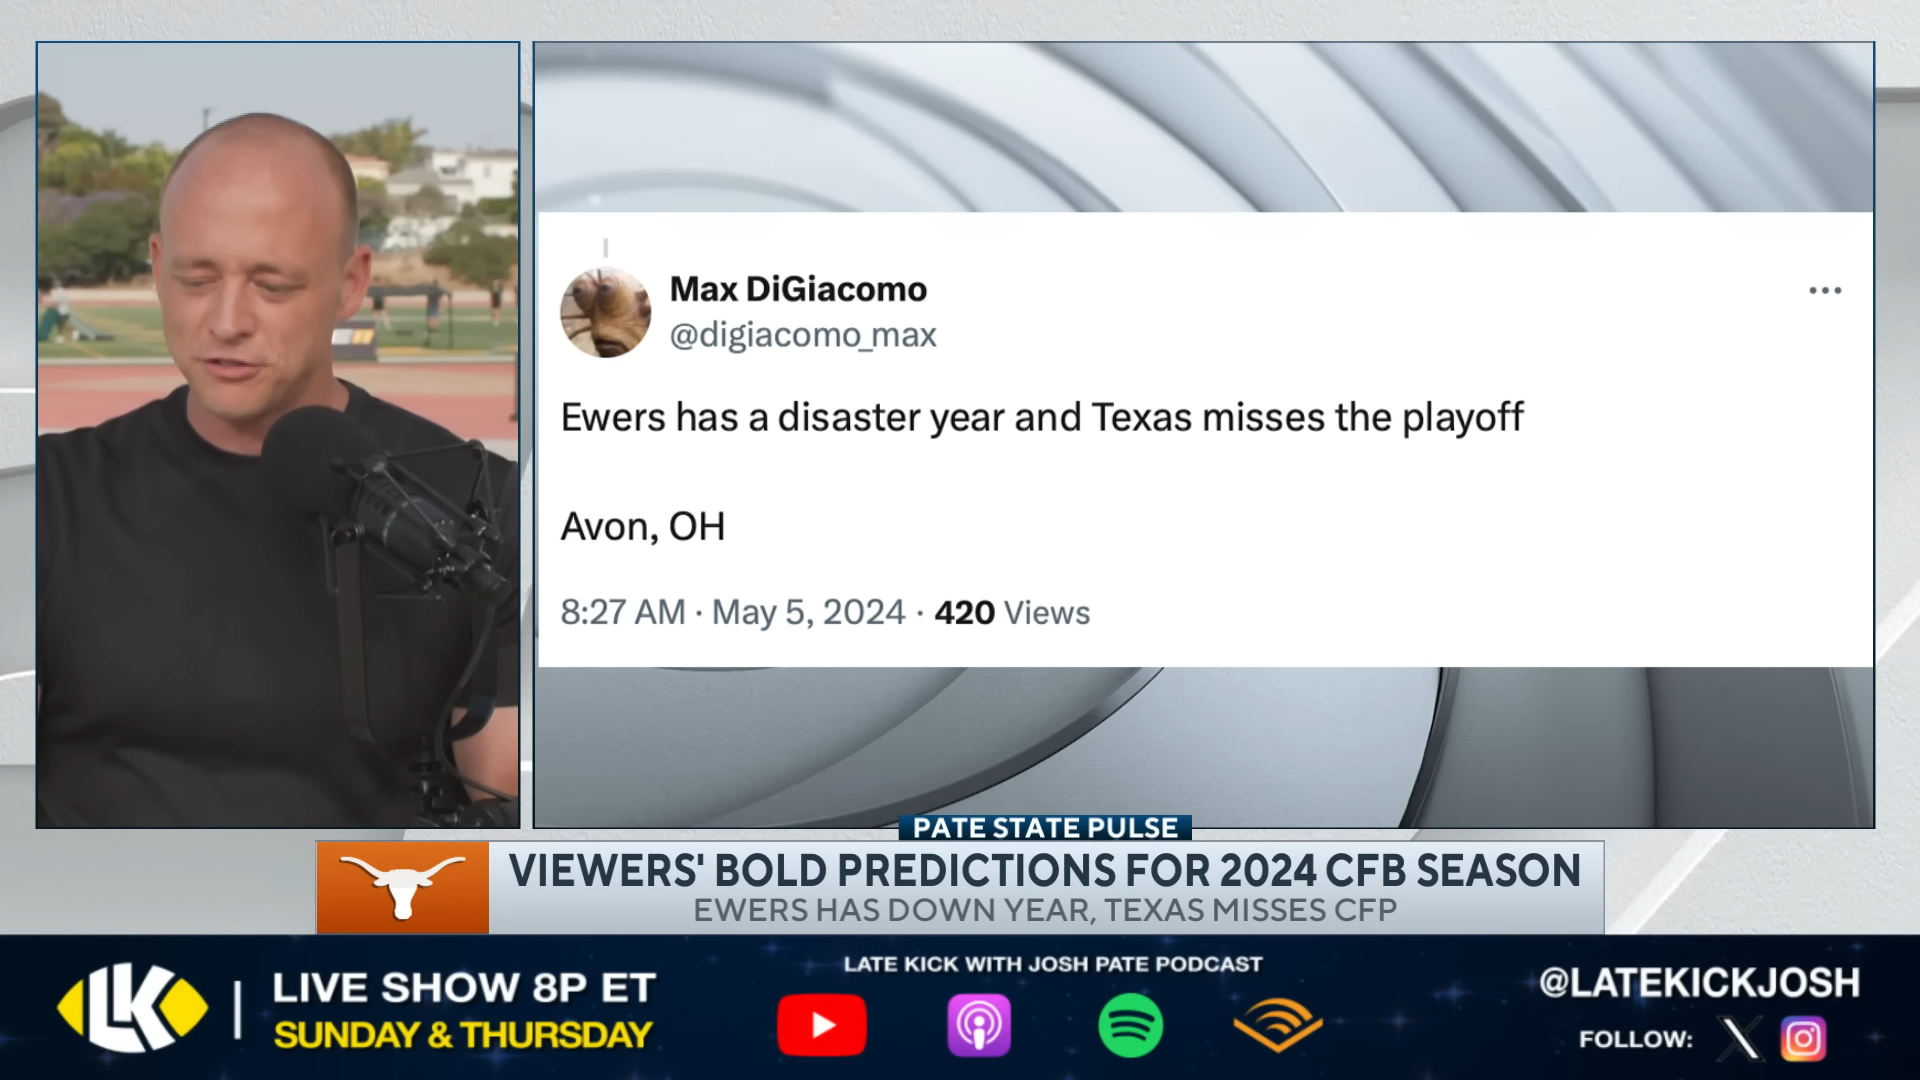 Max DiGiacomo
@digiacomo_max
Ewers has a disaster year and Texas misses the playoff
Avon, OH
8:27 AM · May 5, 2024 · 420 Views
PATE STATE PULSE
VIEWERS' BOLD PREDICTIONS FOR 2024 CFB SEASON
EWERS HAS DOWN YEAR, TEXAS MISSES CFP
LK
LIVE SHOW 8P ET
SUNDAY & THURSDAY
LATE KICK WITH JOSH PATE PODCAST
@LATEKICKJOSH
FOLLOW: